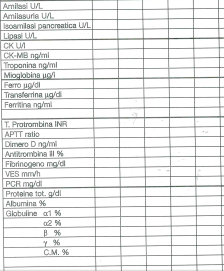 Amilasi U/L
Amilasuria U/L
Isoamilasi pancreatica U/L
Lipasi U/L
CK U/l
CK-MB ng/ml
Troponina ng/ml
Mioglobina µg/l
Ferro µg/dl
Transferrina µg/dl
Ferritina ng/ml
T. Protrombina INR
APTT ratio
Dimero D ng/ml
Antitrombina III %
Fibrinogeno mg/dl
VES mm/h
PCR mg/dl
Proteine tot. g/dl
Albumina %
Globuline α1 %
α2 %
β %
γ %
C.M. %